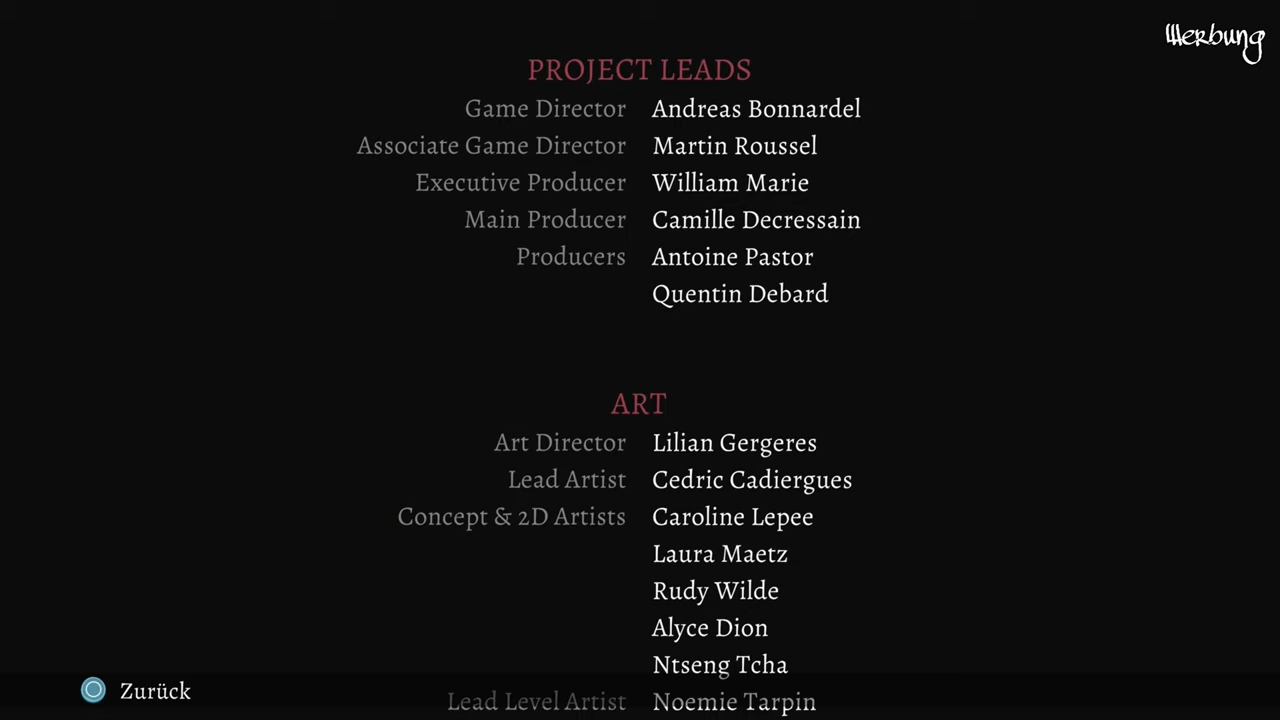 Werbung
PROJECT LEADS
Game Director Andreas Bonnardel
Associate Game Director Martin Roussel
Executive Producer William Marie
Main Producer Camille Decressain
Producers Antoine Pastor
Quentin Debard
ART
Art Director Lilian Gergeres
Lead Artist Cedric Cadiergues
Concept & 2D Artists Caroline Lepee
Laura Maetz
Rudy Wilde
Alyce Dion
Ntseng Tcha
Zurück
Lead Level Artist Noemie Tarpin